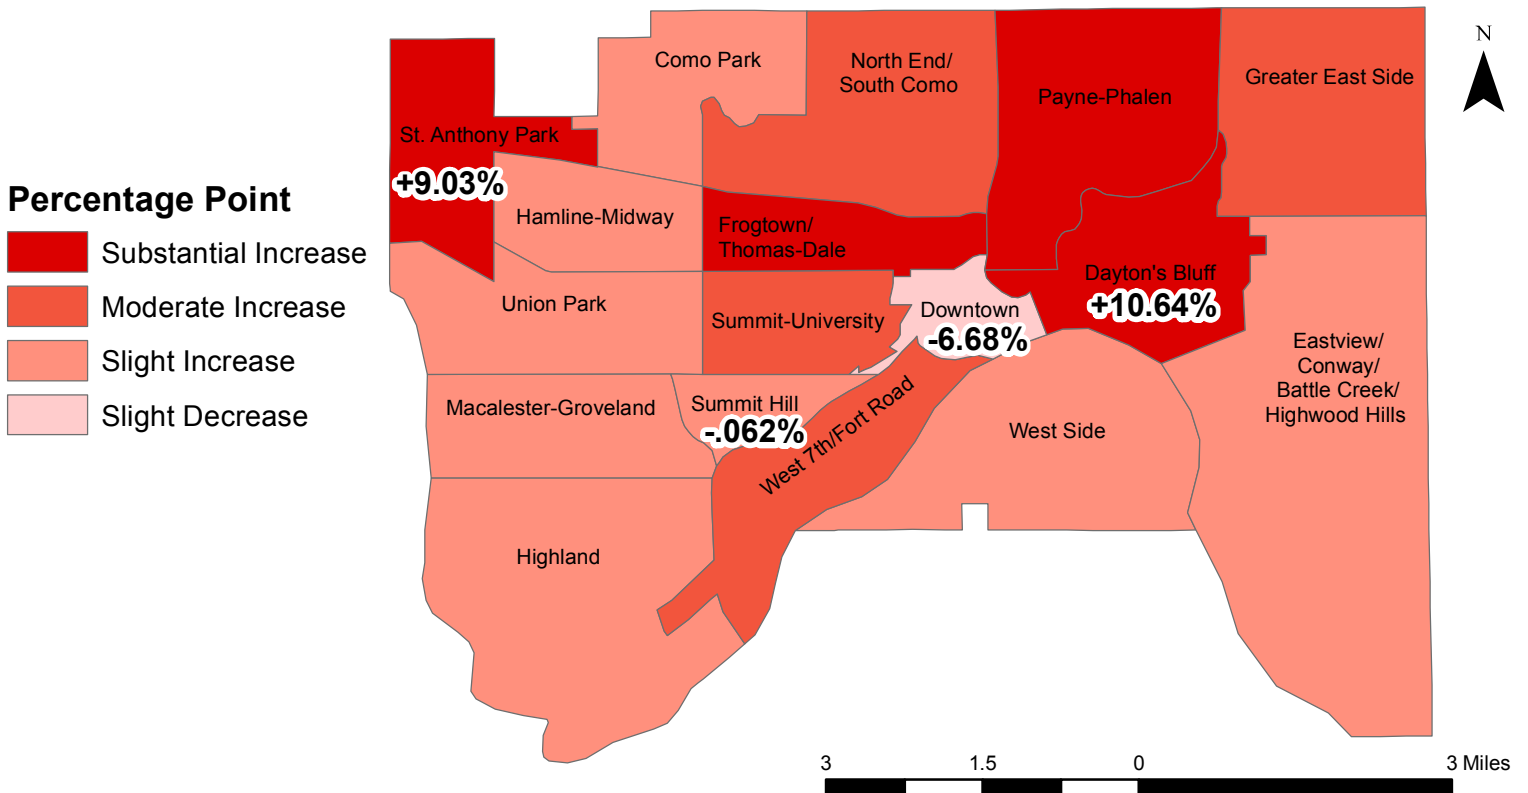 N
Como Park
North End/
South Como
Payne-Phalen
Greater East Side
St. Anthony Park
+9.03%
Percentage Point
Substantial Increase
Moderate Increase
Slight Increase
Slight Decrease
Hamline-Midway
Frogtown/
Thomas-Dale
Dayton's Bluff
+10.64%
Union Park
Summit-University
Downtown
-6.68%
Eastview/
Conway/
Battle Creek/
Highwood Hills
Macalester-Groveland
Summit Hill
-.062%
West 7th/Fort Road
West Side
Highland
3 1.5 0 3 Miles